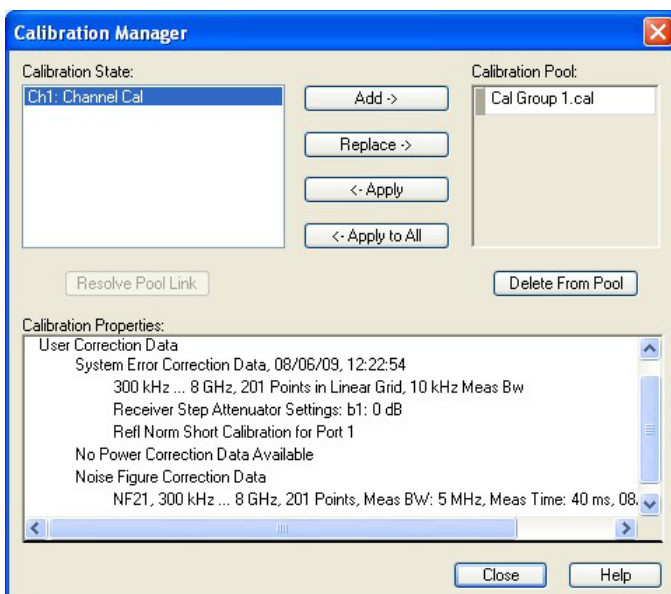 Calibration Manager
Calibration State:
Ch1: Channel Cal
Add ->
Replace ->
<- Apply
<- Apply to All
Calibration Pool:
Cal Group 1.cal
Resolve Pool Link
Delete From Pool
Calibration Properties:
User Correction Data
System Error Correction Data, 08/06/09, 12:22:54
300 kHz ... 8 GHz, 201 Points in Linear Grid, 10 kHz Meas Bw
Receiver Step Attenuator Settings: b1: 0 dB
Refl Norm Short Calibration for Port 1
No Power Correction Data Available
Noise Figure Correction Data
NF21, 300 kHz ... 8 GHz, 201 Points, Meas BW: 5 MHz, Meas Time: 40 ms, 08.
Close
Help